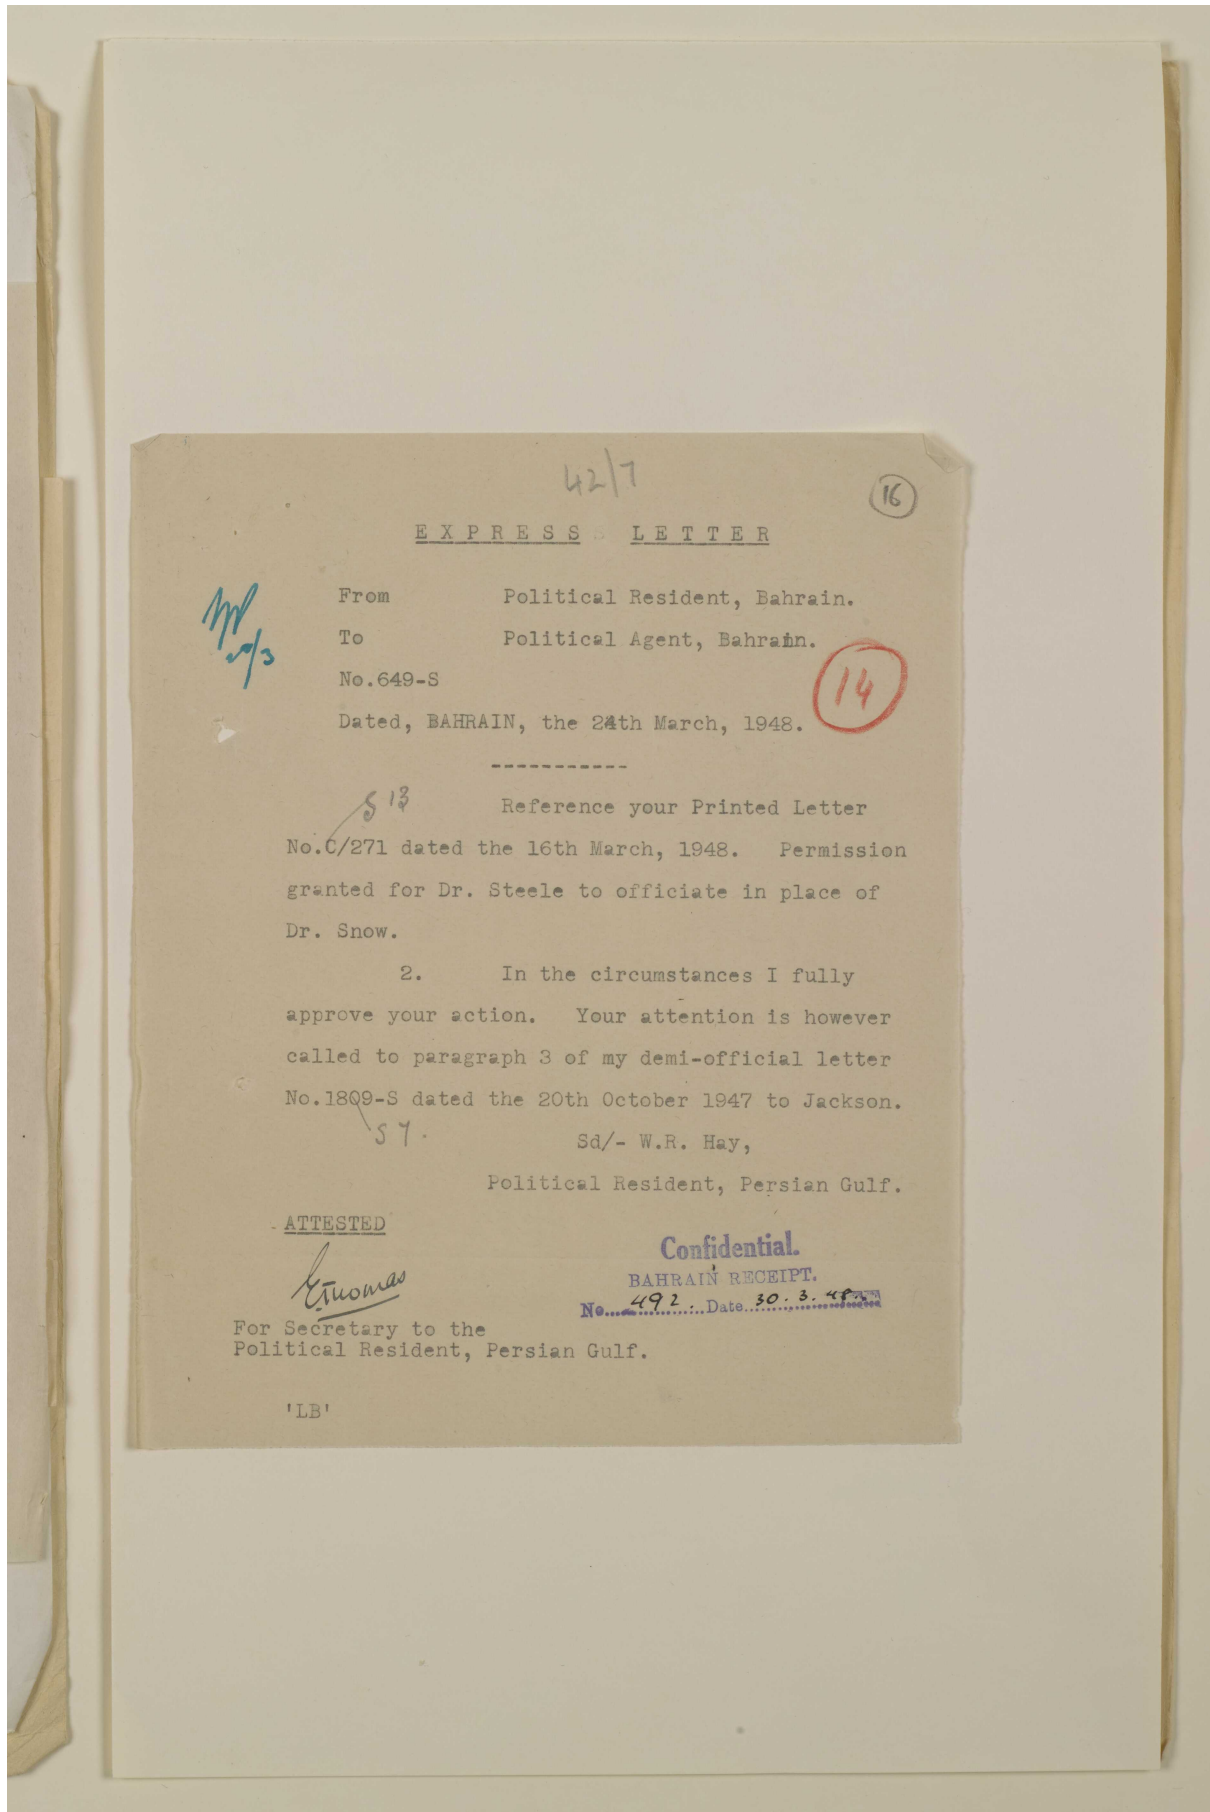 42/7
16
EXPRESS LETTER
From Political Resident, Bahrain.
To Political Agent, Bahrain.
No.649-S
14
Dated, BAHRAIN, the 24th March, 1948.
-----------
S 13
Reference your Printed Letter
No.C/271 dated the 16th March, 1948. Permission
granted for Dr. Steele to officiate in place of
Dr. Snow.
2. In the circumstances I fully
approve your action. Your attention is however
called to paragraph 3 of my demi-official letter
No.1809-S dated the 20th October 1947 to Jackson.
S 7.
Sd/- W.R. Hay,
Political Resident, Persian Gulf.
ATTESTED
Confidential.
BAHRAIN RECEIPT.
No. 492. Date 30.3.48.
E.Thomas
For Secretary to the
Political Resident, Persian Gulf.
'LB'